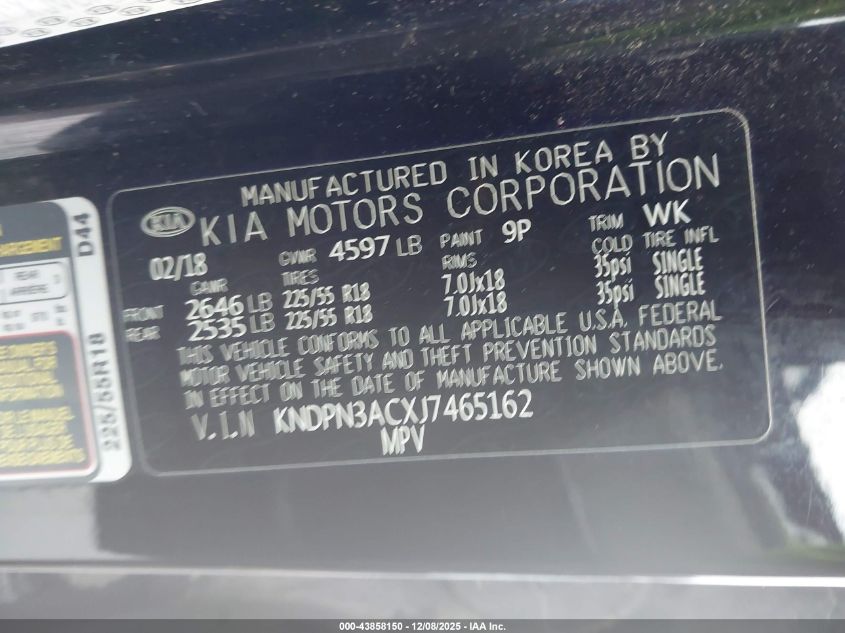 MANUFACTURED IN KOREA BY
KIA KIA MOTORS CORPORATION
02/18 GVWR 4597 LB PAINT 9P TRIM WK
GAWR TIRES RIMS COLD TIRE INFL
FRONT 2646 LB 225/55 R18 7.0Jx18 35psi SINGLE
REAR 2535 LB 225/55 R18 7.0Jx18 35psi SINGLE
THIS VEHICLE CONFORMS TO ALL APPLICABLE U.S.A. FEDERAL
MOTOR VEHICLE SAFETY AND THEFT PREVENTION STANDARDS
IN EFFECT ON THE DATE OF MANUFACTURE SHOWN ABOVE.
V.I.N KNDPN3ACXJ7465162
MPV
D44
225/55R18
REAR
000-43858150 - 12/08/2025 - IAA Inc.